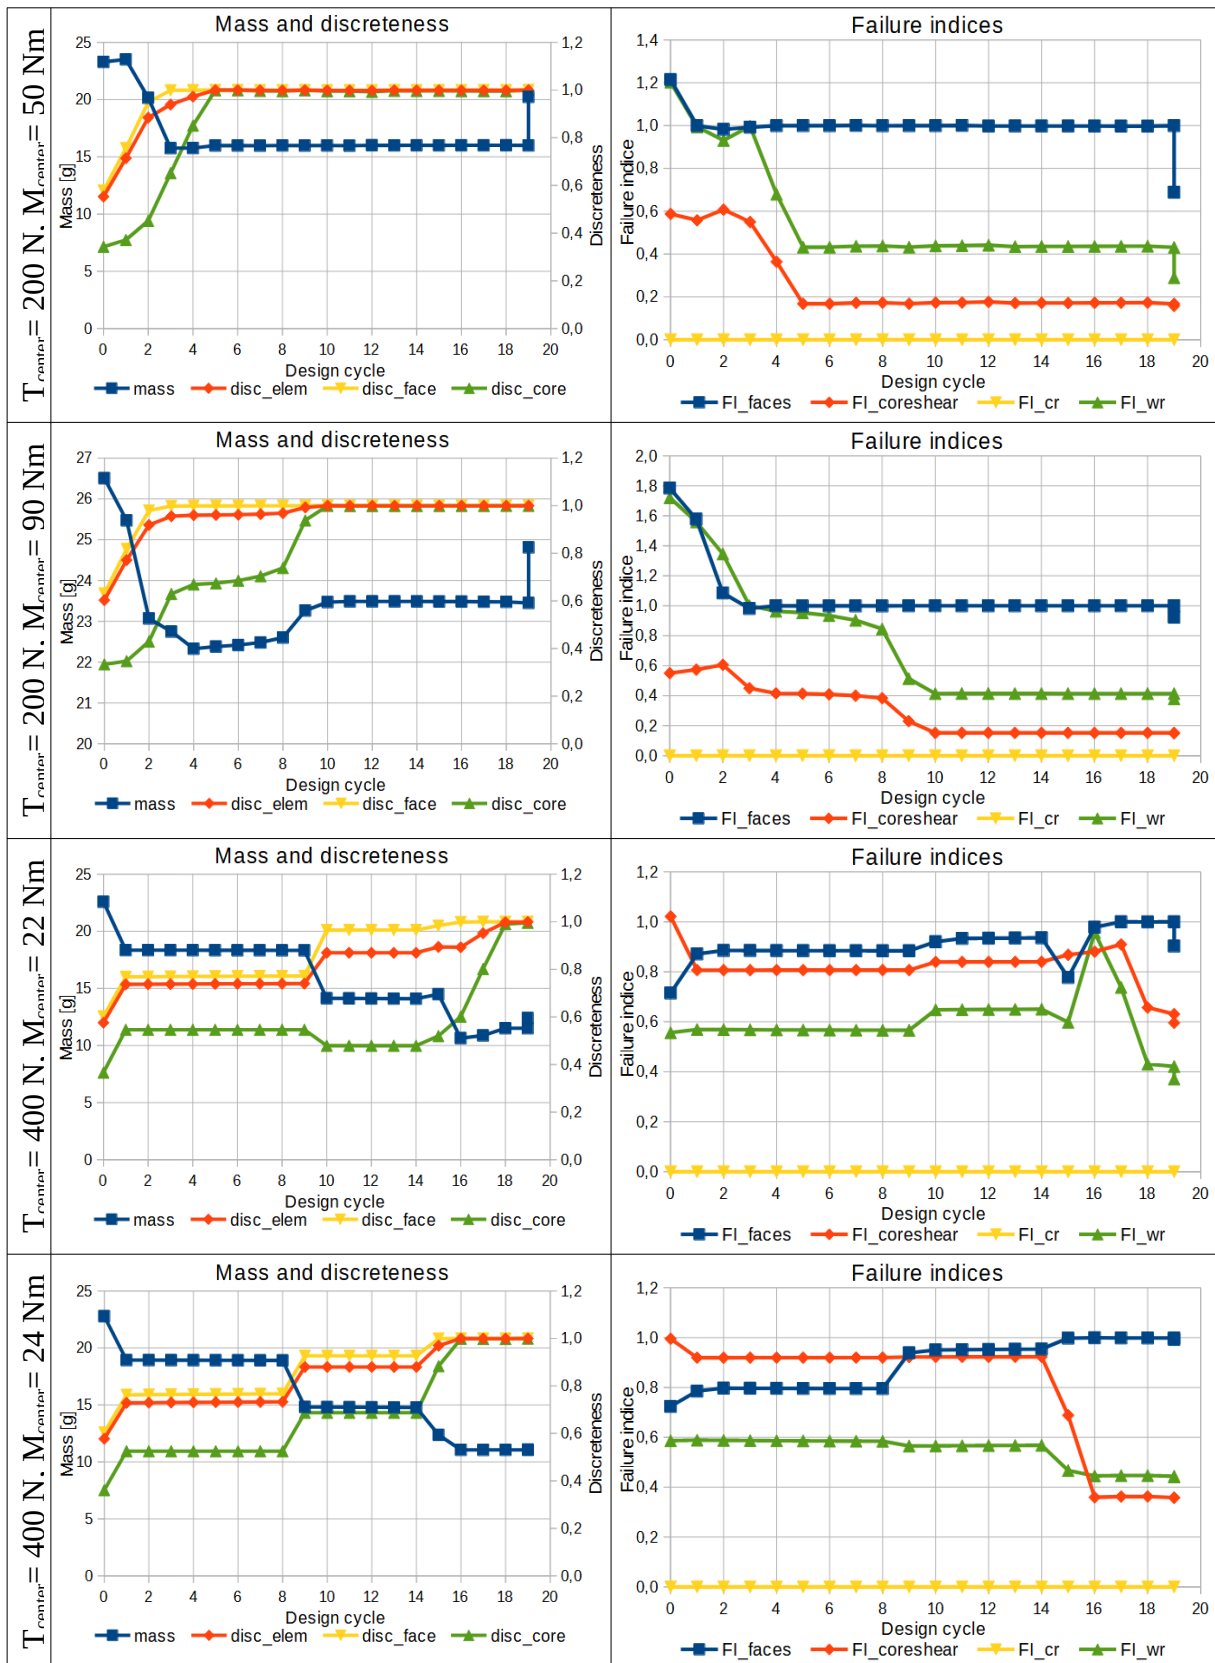 T center= 200 N. Mcenter= 50 Nm
Mass and discreteness
25
20
15
10
5
0
Mass [g]
1,2
1,0
0,8
0,6
0,4
0,2
0,0
Discreteness
0 2 4 6 8 10 12 14 16 18 20
Design cycle
mass disc_elem disc_face disc_core
Failure indices
1,4
1,2
1,0
0,8
0,6
0,4
0,2
0,0
Failure indice
0 2 4 6 8 10 12 14 16 18 20
Design cycle
FI_faces FI_coreshear FI_cr FI_wr
T center= 200 N. Mcenter= 90 Nm
Mass and discreteness
27
26
25
24
23
22
21
20
Mass [g]
1,2
1,0
0,8
0,6
0,4
0,2
0,0
Discreteness
0 2 4 6 8 10 12 14 16 18 20
Design cycle
mass disc_elem disc_face disc_core
Failure indices
2,0
1,8
1,6
1,4
1,2
1,0
0,8
0,6
0,4
0,2
0,0
Failure indice
0 2 4 6 8 10 12 14 16 18 20
Design cycle
FI_faces FI_coreshear FI_cr FI_wr
T center= 400 N. Mcenter= 22 Nm
Mass and discreteness
25
20
15
10
5
0
Mass [g]
1,2
1,0
0,8
0,6
0,4
0,2
0,0
Discreteness
0 2 4 6 8 10 12 14 16 18 20
Design cycle
mass disc_elem disc_face disc_core
Failure indices
1,2
1,0
0,8
0,6
0,4
0,2
0,0
Failure indice
0 2 4 6 8 10 12 14 16 18 20
Design cycle
FI_faces FI_coreshear FI_cr FI_wr
T center= 400 N. Mcenter= 24 Nm
Mass and discreteness
25
20
15
10
5
0
Mass [g]
1,2
1,0
0,8
0,6
0,4
0,2
0,0
Discreteness
0 2 4 6 8 10 12 14 16 18 20
Design cycle
mass disc_elem disc_face disc_core
Failure indices
1,2
1,0
0,8
0,6
0,4
0,2
0,0
Failure indice
0 2 4 6 8 10 12 14 16 18 20
Design cycle
FI_faces FI_coreshear FI_cr FI_wr